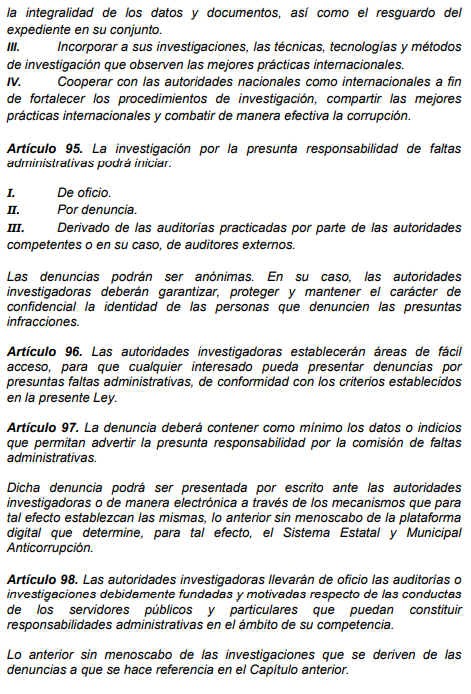 la integralidad de los datos y documentos, así como el resguardo del
expediente en su conjunto.
III. Incorporar a sus investigaciones, las técnicas, tecnologías y métodos
de investigación que observen las mejores prácticas internacionales.
IV. Cooperar con las autoridades nacionales como internacionales a fin
de fortalecer los procedimientos de investigación, compartir las mejores
prácticas internacionales y combatir de manera efectiva la corrupción.
Artículo 95. La investigación por la presunta responsabilidad de faltas
administrativas podrá iniciar:
I. De oficio.
II. Por denuncia.
III. Derivado de las auditorías practicadas por parte de las autoridades
competentes o en su caso, de auditores externos.
Las denuncias podrán ser anónimas. En su caso, las autoridades
investigadoras deberán garantizar, proteger y mantener el carácter de
confidencial la identidad de las personas que denuncien las presuntas
infracciones.
Artículo 96. Las autoridades investigadoras establecerán áreas de fácil
acceso, para que cualquier interesado pueda presentar denuncias por
presuntas faltas administrativas, de conformidad con los criterios establecidos
en la presente Ley.
Artículo 97. La denuncia deberá contener como mínimo los datos o indicios
que permitan advertir la presunta responsabilidad por la comisión de faltas
administrativas.
Dicha denuncia podrá ser presentada por escrito ante las autoridades
investigadoras o de manera electrónica a través de los mecanismos que para
tal efecto establezcan las mismas, lo anterior sin menoscabo de la plataforma
digital que determine, para tal efecto, el Sistema Estatal y Municipal
Anticorrupción.
Artículo 98. Las autoridades investigadoras llevarán de oficio las auditorías o
investigaciones debidamente fundadas y motivadas respecto de las conductas
de los servidores públicos y particulares que puedan constituir
responsabilidades administrativas en el ámbito de su competencia.
Lo anterior sin menoscabo de las investigaciones que se deriven de las
denuncias a que se hace referencia en el Capítulo anterior.